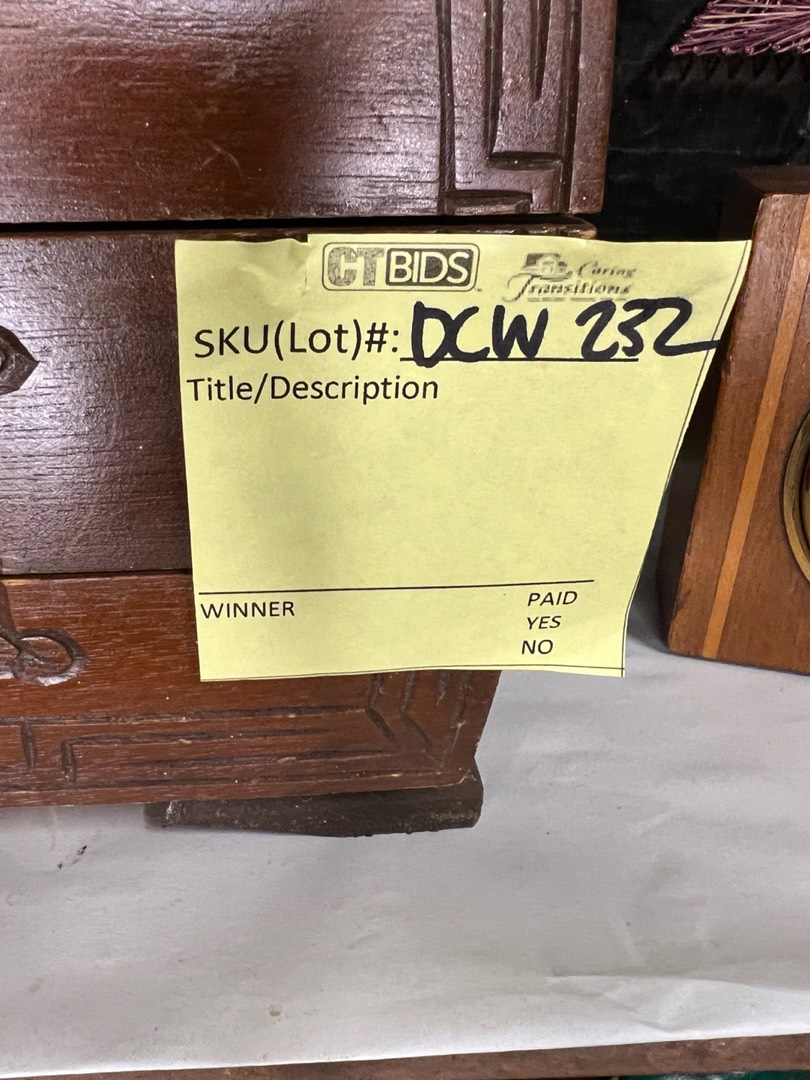 CTBIDS
Caring
Transitions
SKU(Lot)#: DCW 232
Title/Description
WINNER
PAID
YES
NO